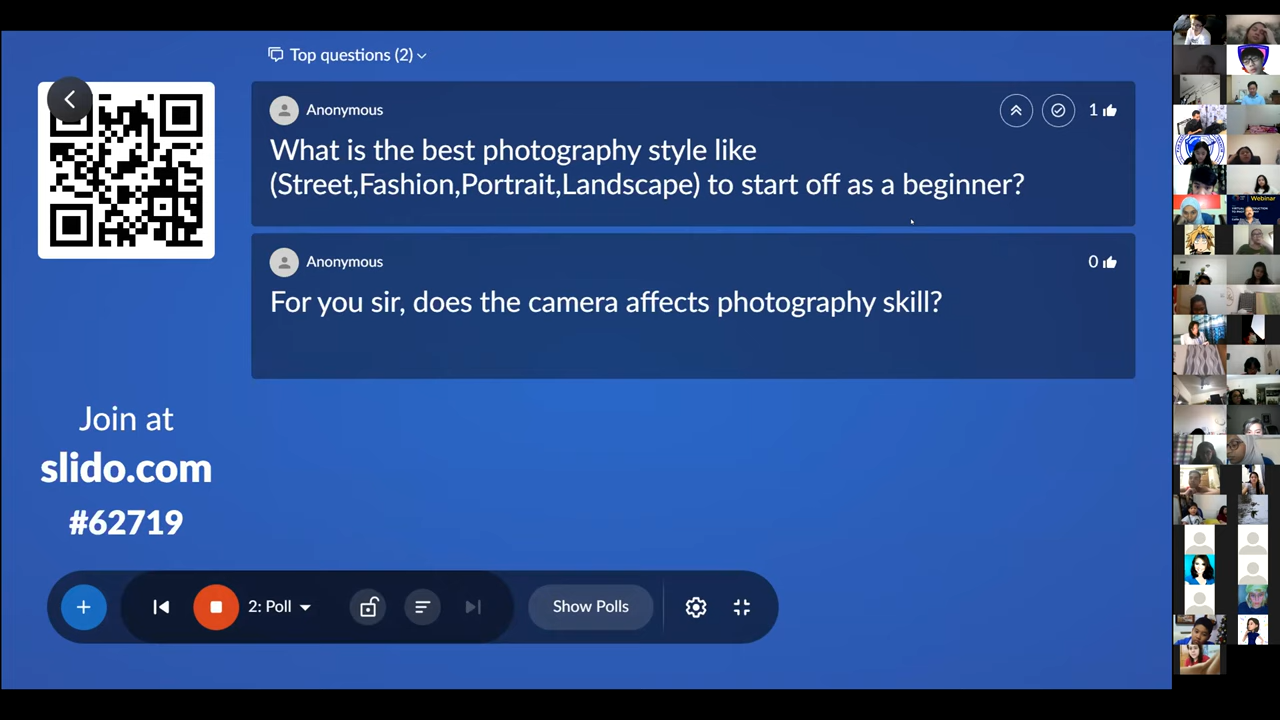 Top questions (2)
Anonymous
1
What is the best photography style like
(Street,Fashion,Portrait,Landscape) to start off as a beginner?
Anonymous
0
For you sir, does the camera affects photography skill?
Join at
slido.com
#62719
2: Poll
Show Polls
Webinar